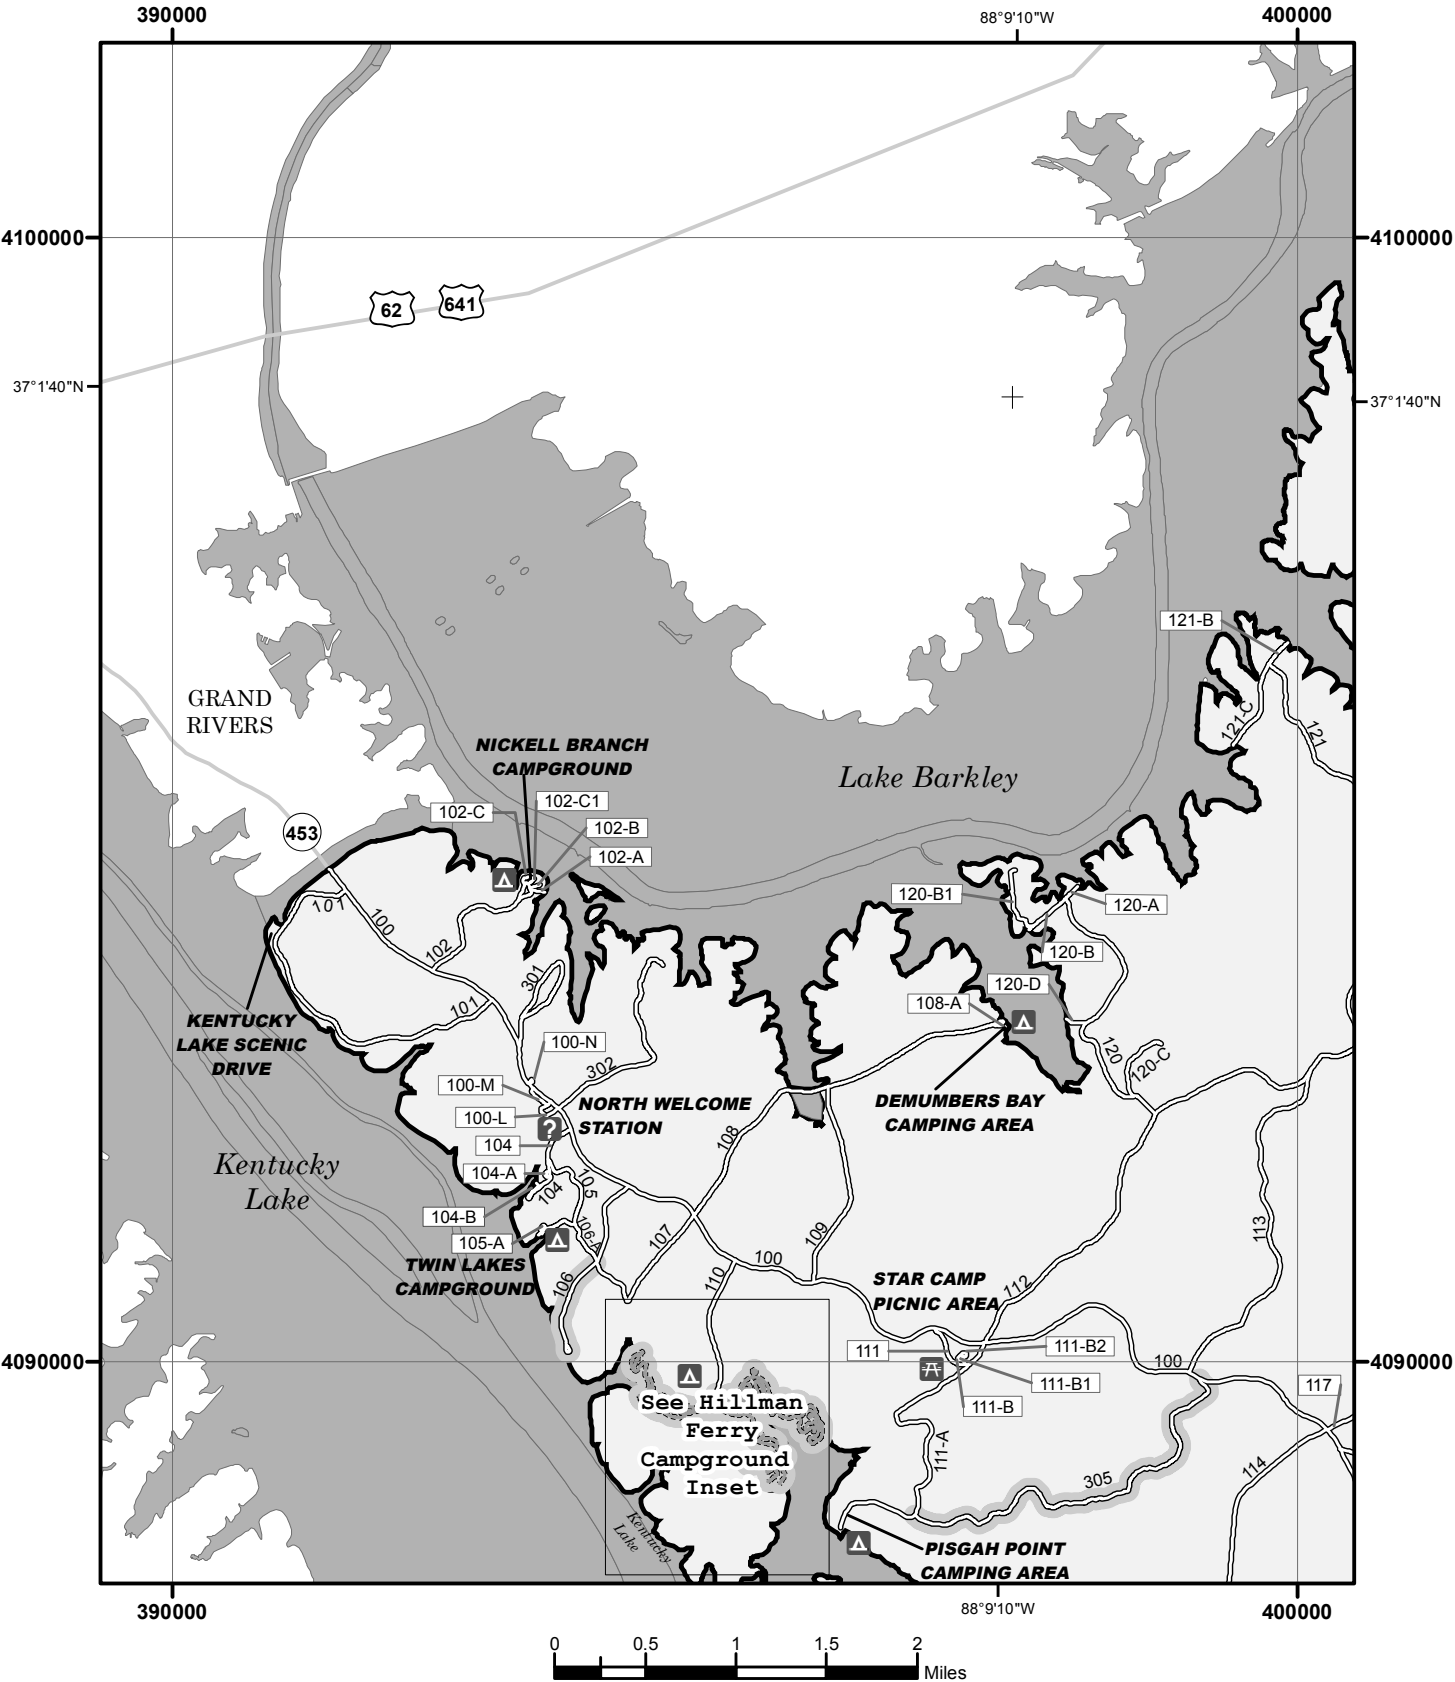 390000
88°9'10"W
400000
4100000
4100000
62
641
37°1'40"N
37°1'40"N
121-B
GRAND
RIVERS
121-C
121
NICKELL BRANCH
CAMPGROUND
Lake Barkley
102-C
102-C1
102-B
102-A
453
101
100
102
120-B1
120-A
120-B
301
101
120-D
108-A
KENTUCKY
LAKE SCENIC
DRIVE
100-N
302
120
120-C
100-M
100-L
NORTH WELCOME
STATION
?
104
DEMUMBERS BAY
CAMPING AREA
108
Kentucky
Lake
104-A
104
105
104-B
105-A
106-A
107
109
113
TWIN LAKES
CAMPGROUND
106
110
100
STAR CAMP
PICNIC AREA
112
4090000
4090000
111
111-B2
100
111-B1
117
111-B
See Hillman
Ferry
Campground
Inset
111-A
305
114
Kentucky
Lake
PISGAH POINT
CAMPING AREA
390000
88°9'10"W
400000
0
0.5
1
1.5
2
Miles